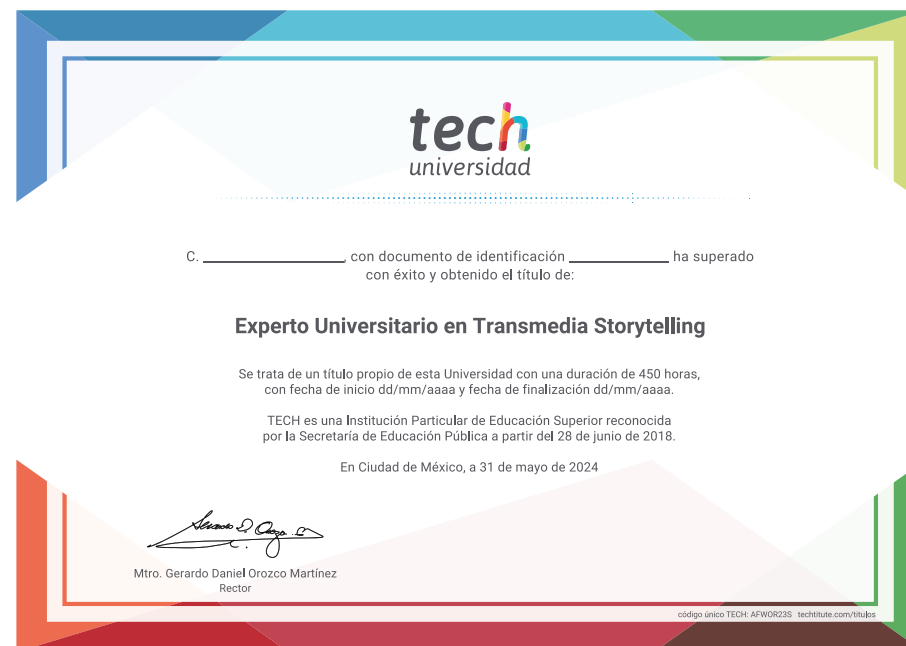 tech
universidad
C. ____________, con documento de identificación ____________ ha superado
con éxito y obtenido el título de:
Experto Universitario en Transmedia Storytelling
Se trata de un título propio de esta Universidad con una duración de 450 horas,
con fecha de inicio dd/mm/aaaa y fecha de finalización dd/mm/aaaa.
TECH es una Institución Particular de Educación Superior reconocida
por la Secretaría de Educación Pública a partir del 28 de junio de 2018.
En Ciudad de México, a 31 de mayo de 2024
Mtro. Gerardo Daniel Orozco Martínez
Rector
código único TECH: AFWOR23S techtitute.com/titulos